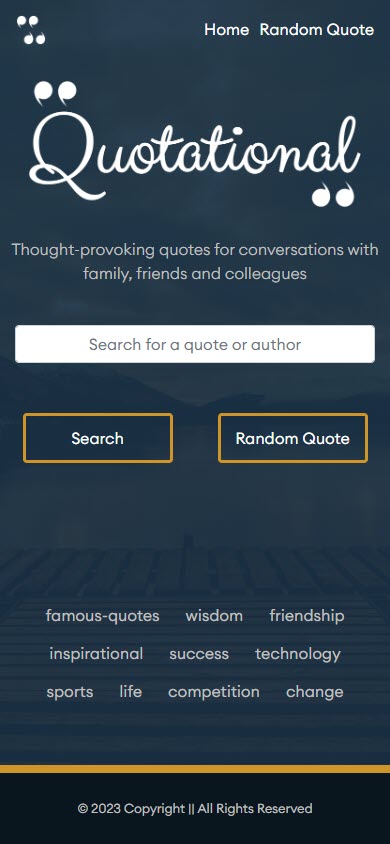 Home Random Quote
Quotational
Thought-provoking quotes for conversations with
family, friends and colleagues
Search for a quote or author
Search Random Quote
famous-quotes wisdom friendship
inspirational success technology
sports life competition change
© 2023 Copyright || All Rights Reserved